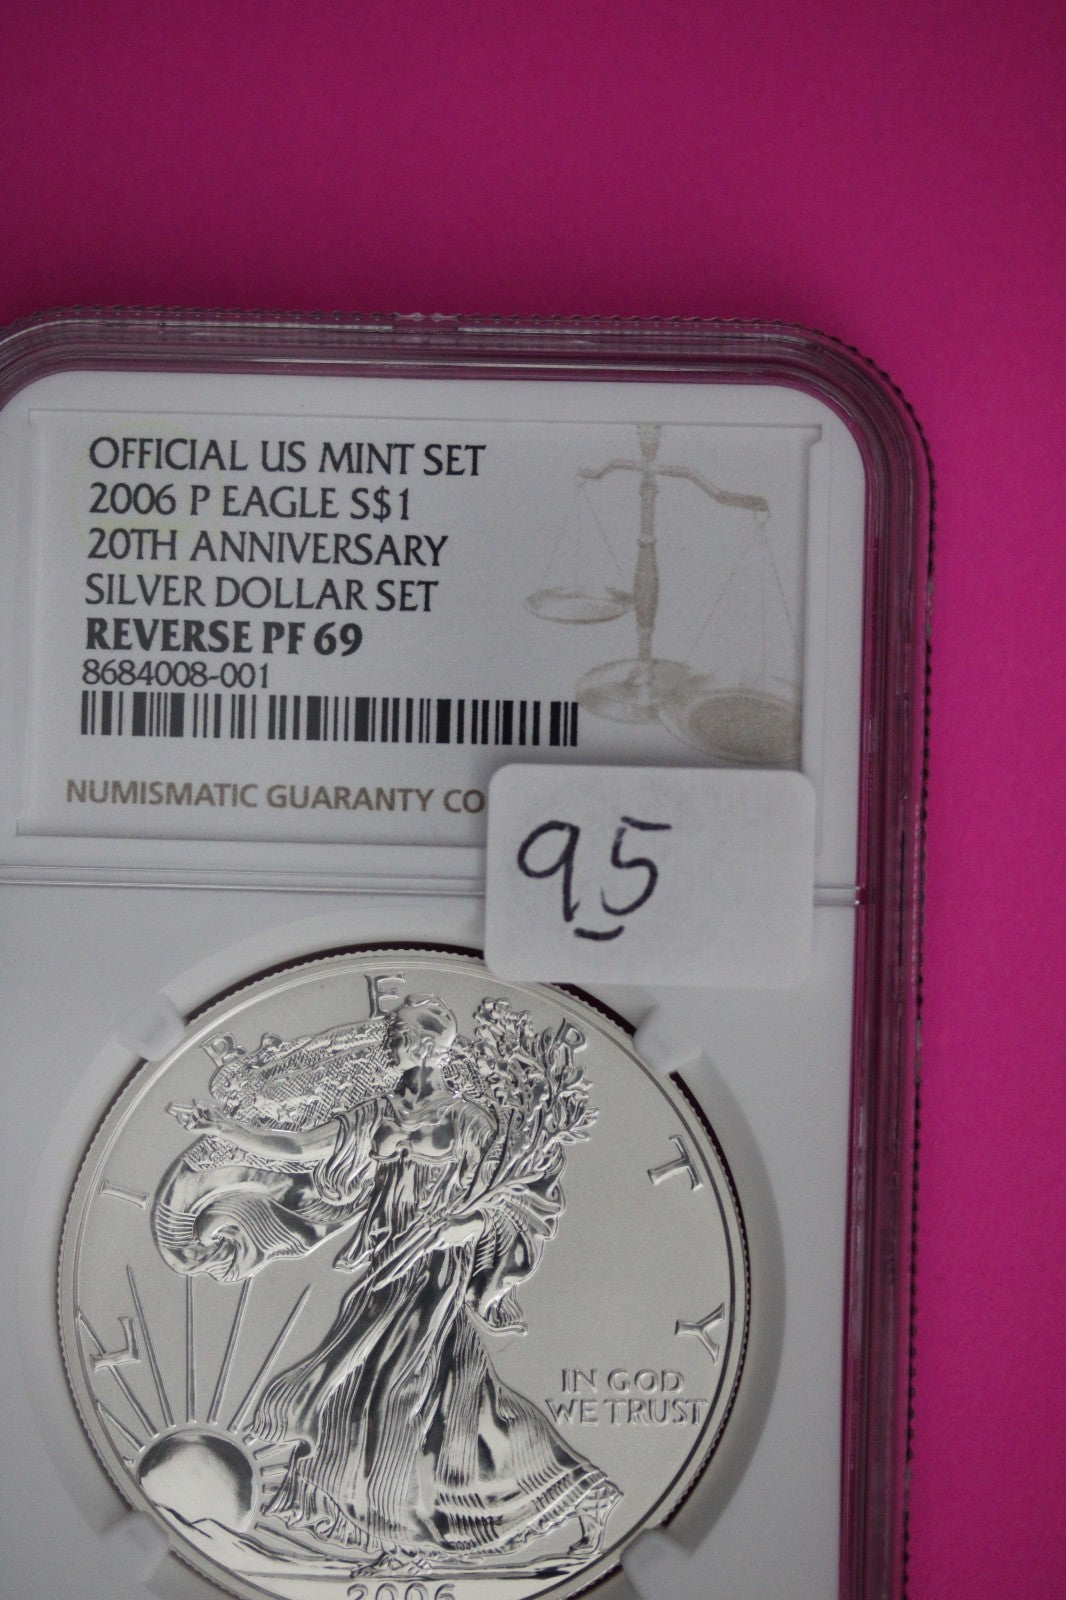 OFFICIAL US MINT SET
2006 P EAGLE S$1
20TH ANNIVERSARY
SILVER DOLLAR SET
REVERSE PF 69
8684008-001
NUMISMATIC GUARANTY CO
95
LIBERTY
IN GOD
WE TRUST
2006